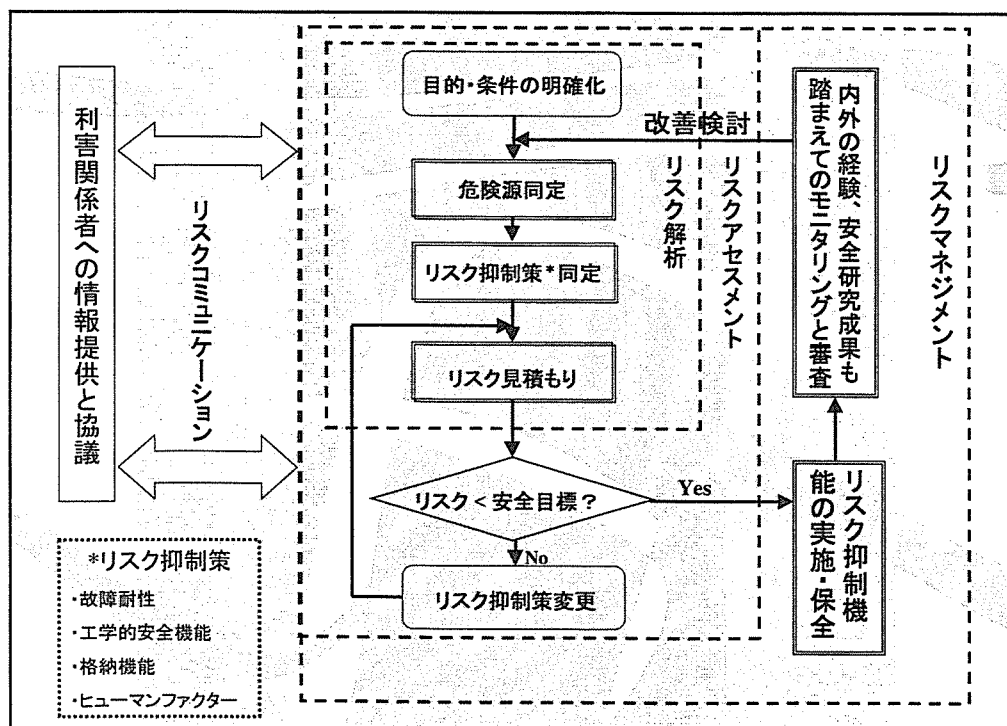 目的・条件の明確化
改善検討
危険源同定
リスク抑制策*同定
リスク見積もり
リスク<安全目標?
Yes
No
リスク抑制策変更
リスク解析
リスクアセスメント
内外の経験、安全研究成果も
踏まえてのモニタリングと審査
リスク抑制機
能の実施・保全
リスクマネジメント
利害関係者への情報提供と協議
リスクコミュニケーション
*リスク抑制策
・故障耐性
・工学的安全機能
・格納機能
・ヒューマンファクター